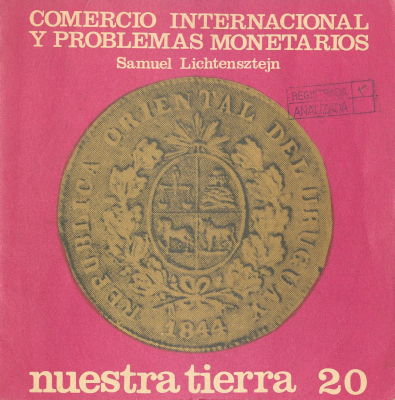 COMERCIO INTERNACIONAL
Y PROBLEMAS MONETARIOS
Samuel Lichtensztejn
REGISTRADA
ANALIZADA
REPUBLICA ORIENTAL DEL URUGUAY
1844
nuestra tierra 20